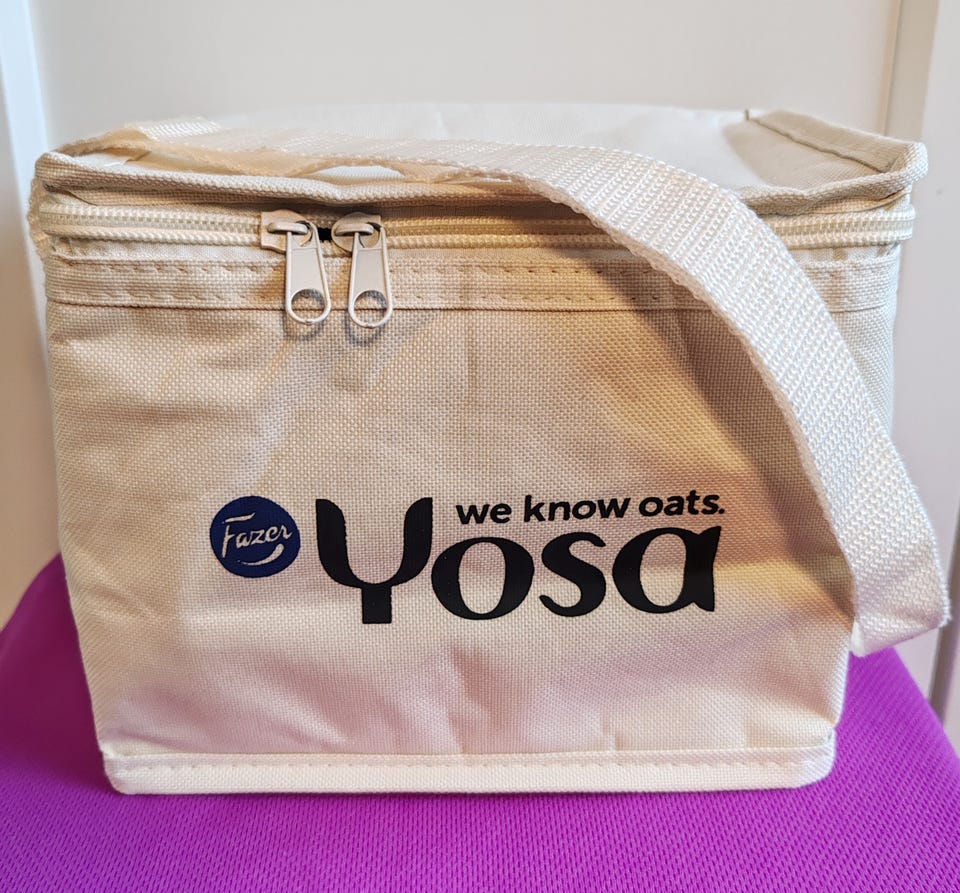 Fazer
we know oats.
Yosa